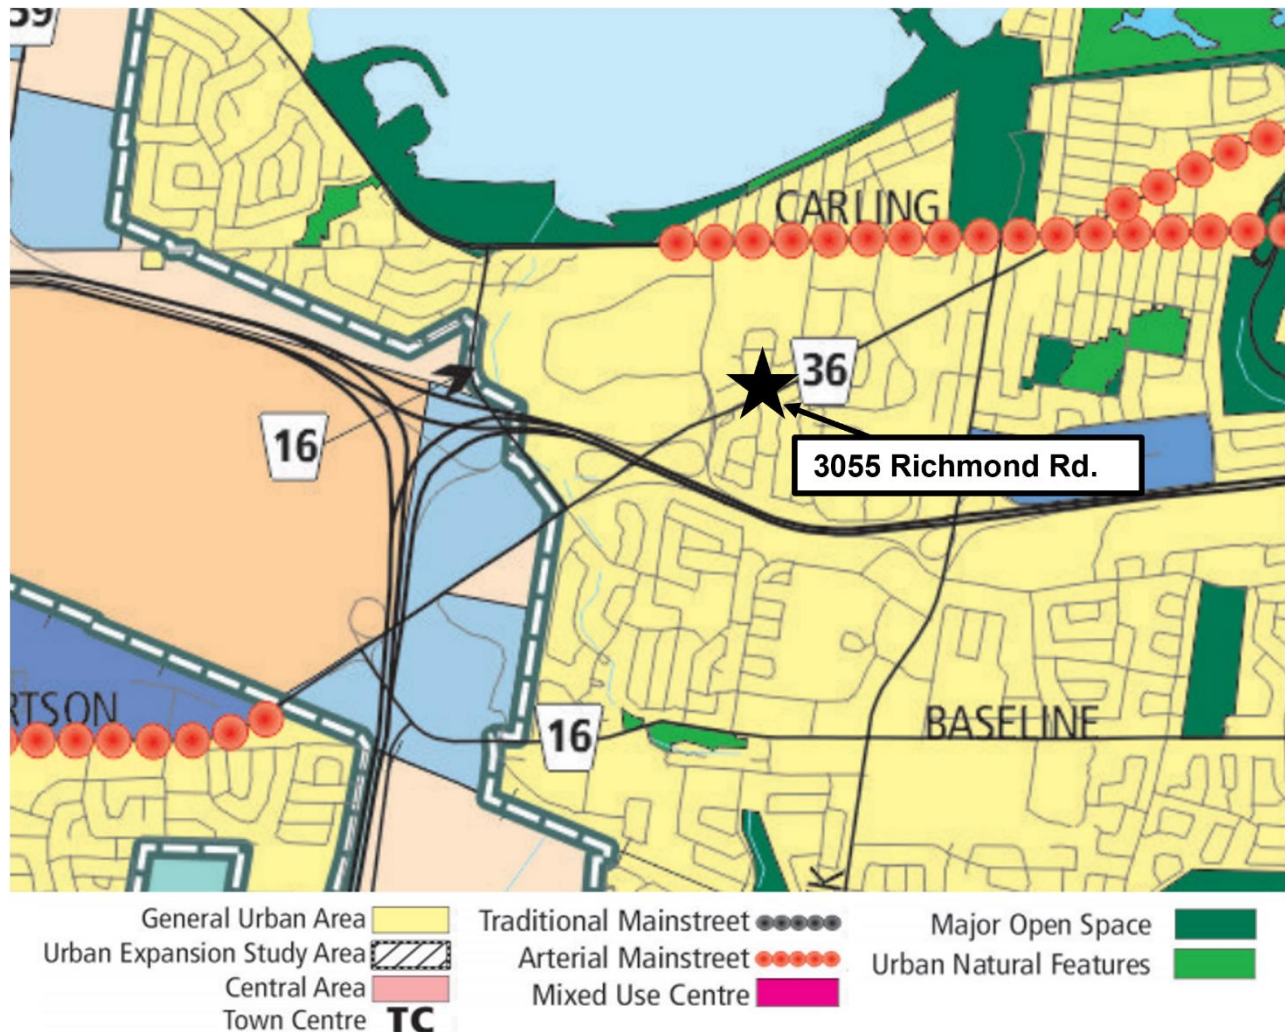 59
CARLING
36
16
3055 Richmond Rd.
RTSON
16
BASELINE
K
General Urban Area
Urban Expansion Study Area
Central Area
Town Centre TC
Traditional Mainstreet
Arterial Mainstreet
Mixed Use Centre
Major Open Space
Urban Natural Features